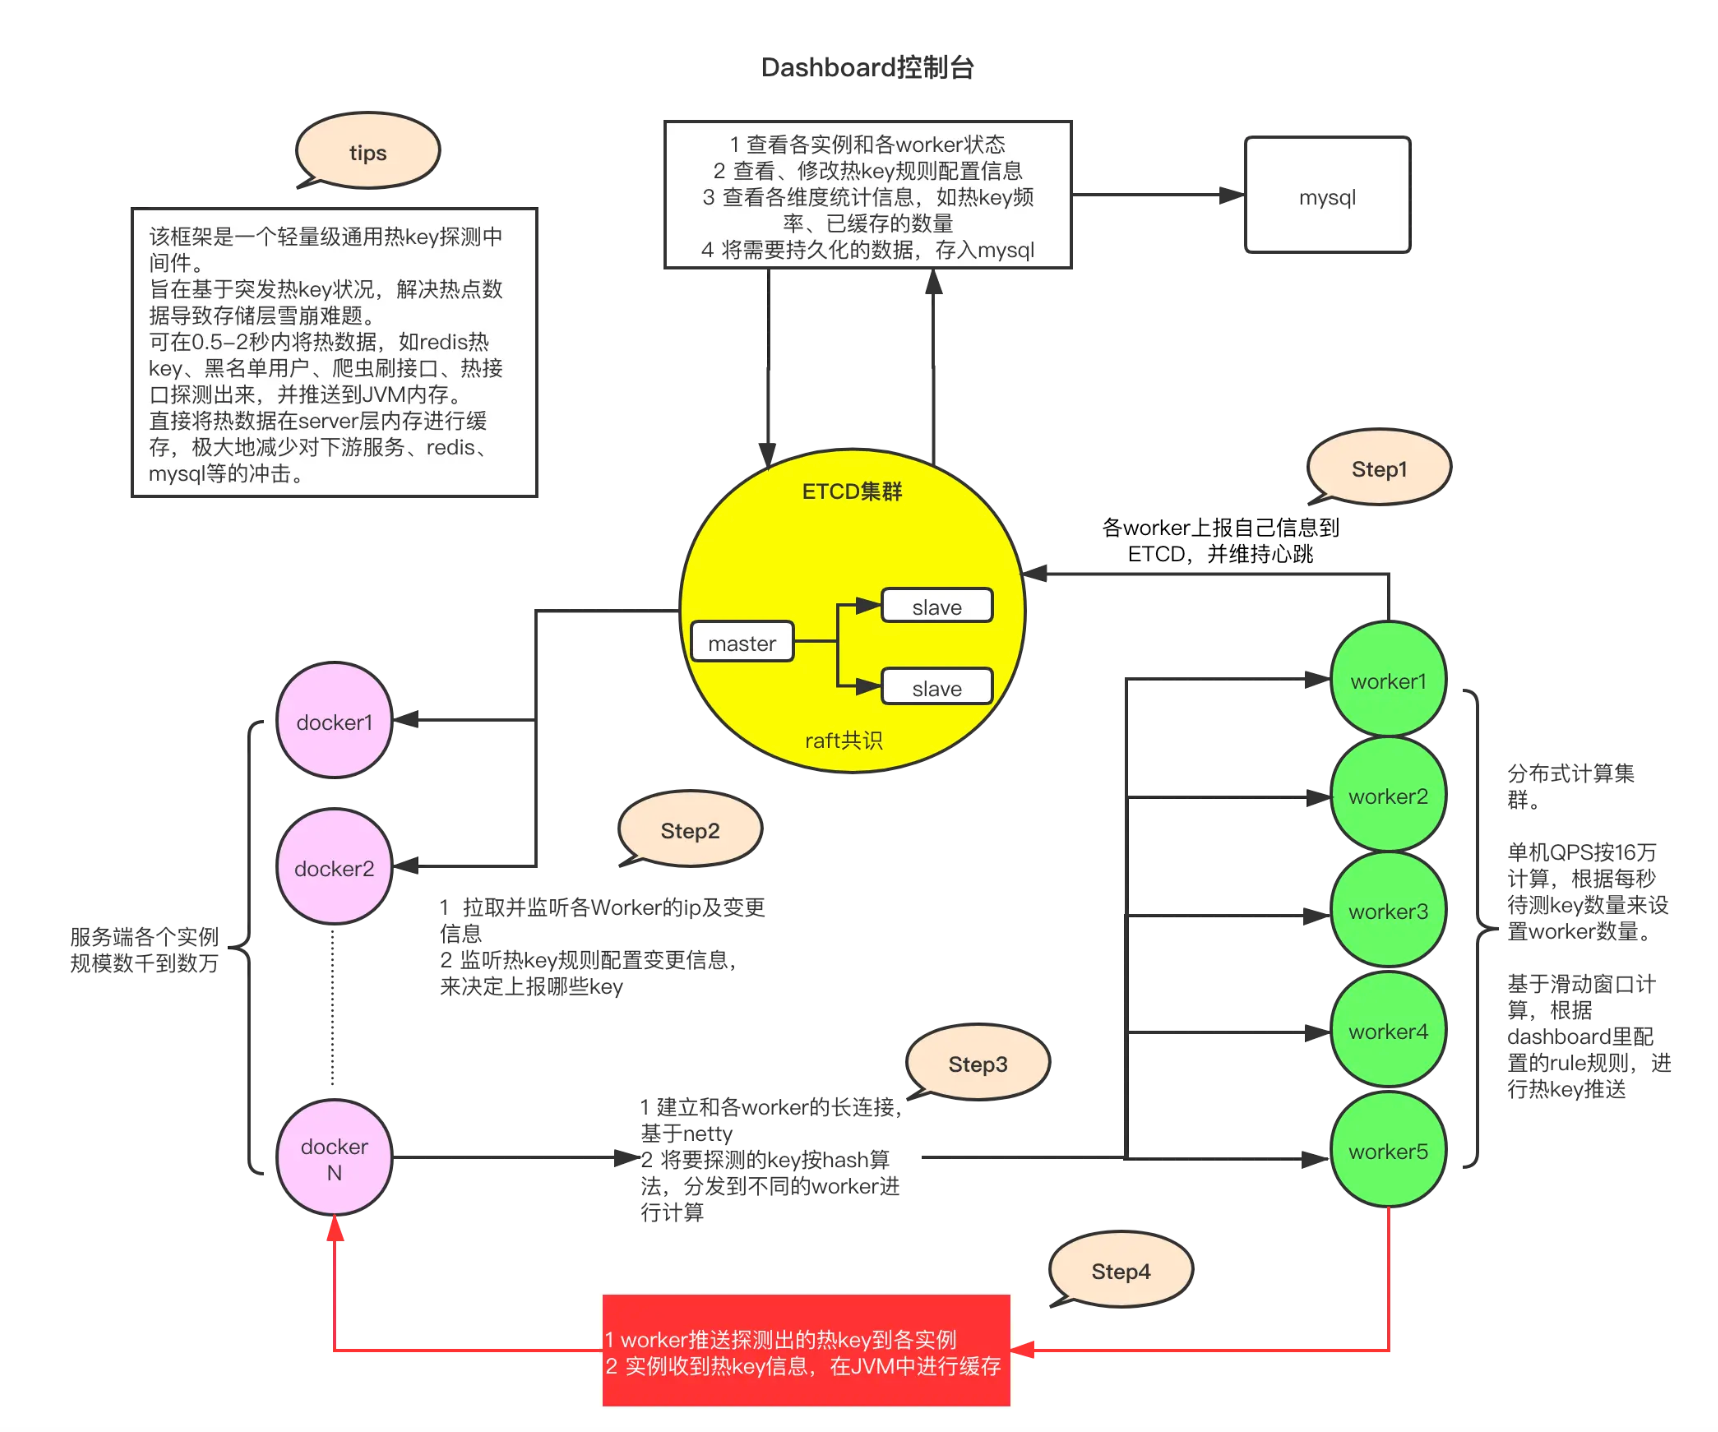 Dashboard控制台
tips
1 查看各实例和各worker状态
2 查看、修改热key规则配置信息
3 查看各维度统计信息，如热key频
率、已缓存的数量
4 将需要持久化的数据，存入mysql
mysql
该框架是一个轻量级通用热key探测中
间件。
旨在基于突发热key状况，解决热点数
据导致存储层雪崩难题。
可在0.5-2秒内将热数据，如redis热
key、黑名单用户、爬虫刷接口、热接
口探测出来，并推送到JVM内存。
直接将热数据在server层内存进行缓
存，极大地减少对下游服务、redis、
mysql等的冲击。
Step1
各worker上报自己信息到
ETCD，并维持心跳
ETCD集群
slave
master
slave
raft共识
docker1
docker2
docker
N
服务端各个实例
规模数千到数万
Step2
1 拉取并监听各Worker的ip及变更
信息
2 监听热key规则配置变更信息，
来决定上报哪些key
Step3
1 建立和各worker的长连接，
基于netty
2 将要探测的key按hash算
法，分发到不同的worker进
行计算
worker1
worker2
worker3
worker4
worker5
分布式计算集
群。
单机QPS按16万
计算，根据每秒
待测key数量来设
置worker数量。
基于滑动窗口计
算，根据
dashboard里配
置的rule规则，进
行热key推送
Step4
1 worker推送探测出的热key到各实例
2 实例收到热key信息，在JVM中进行缓存